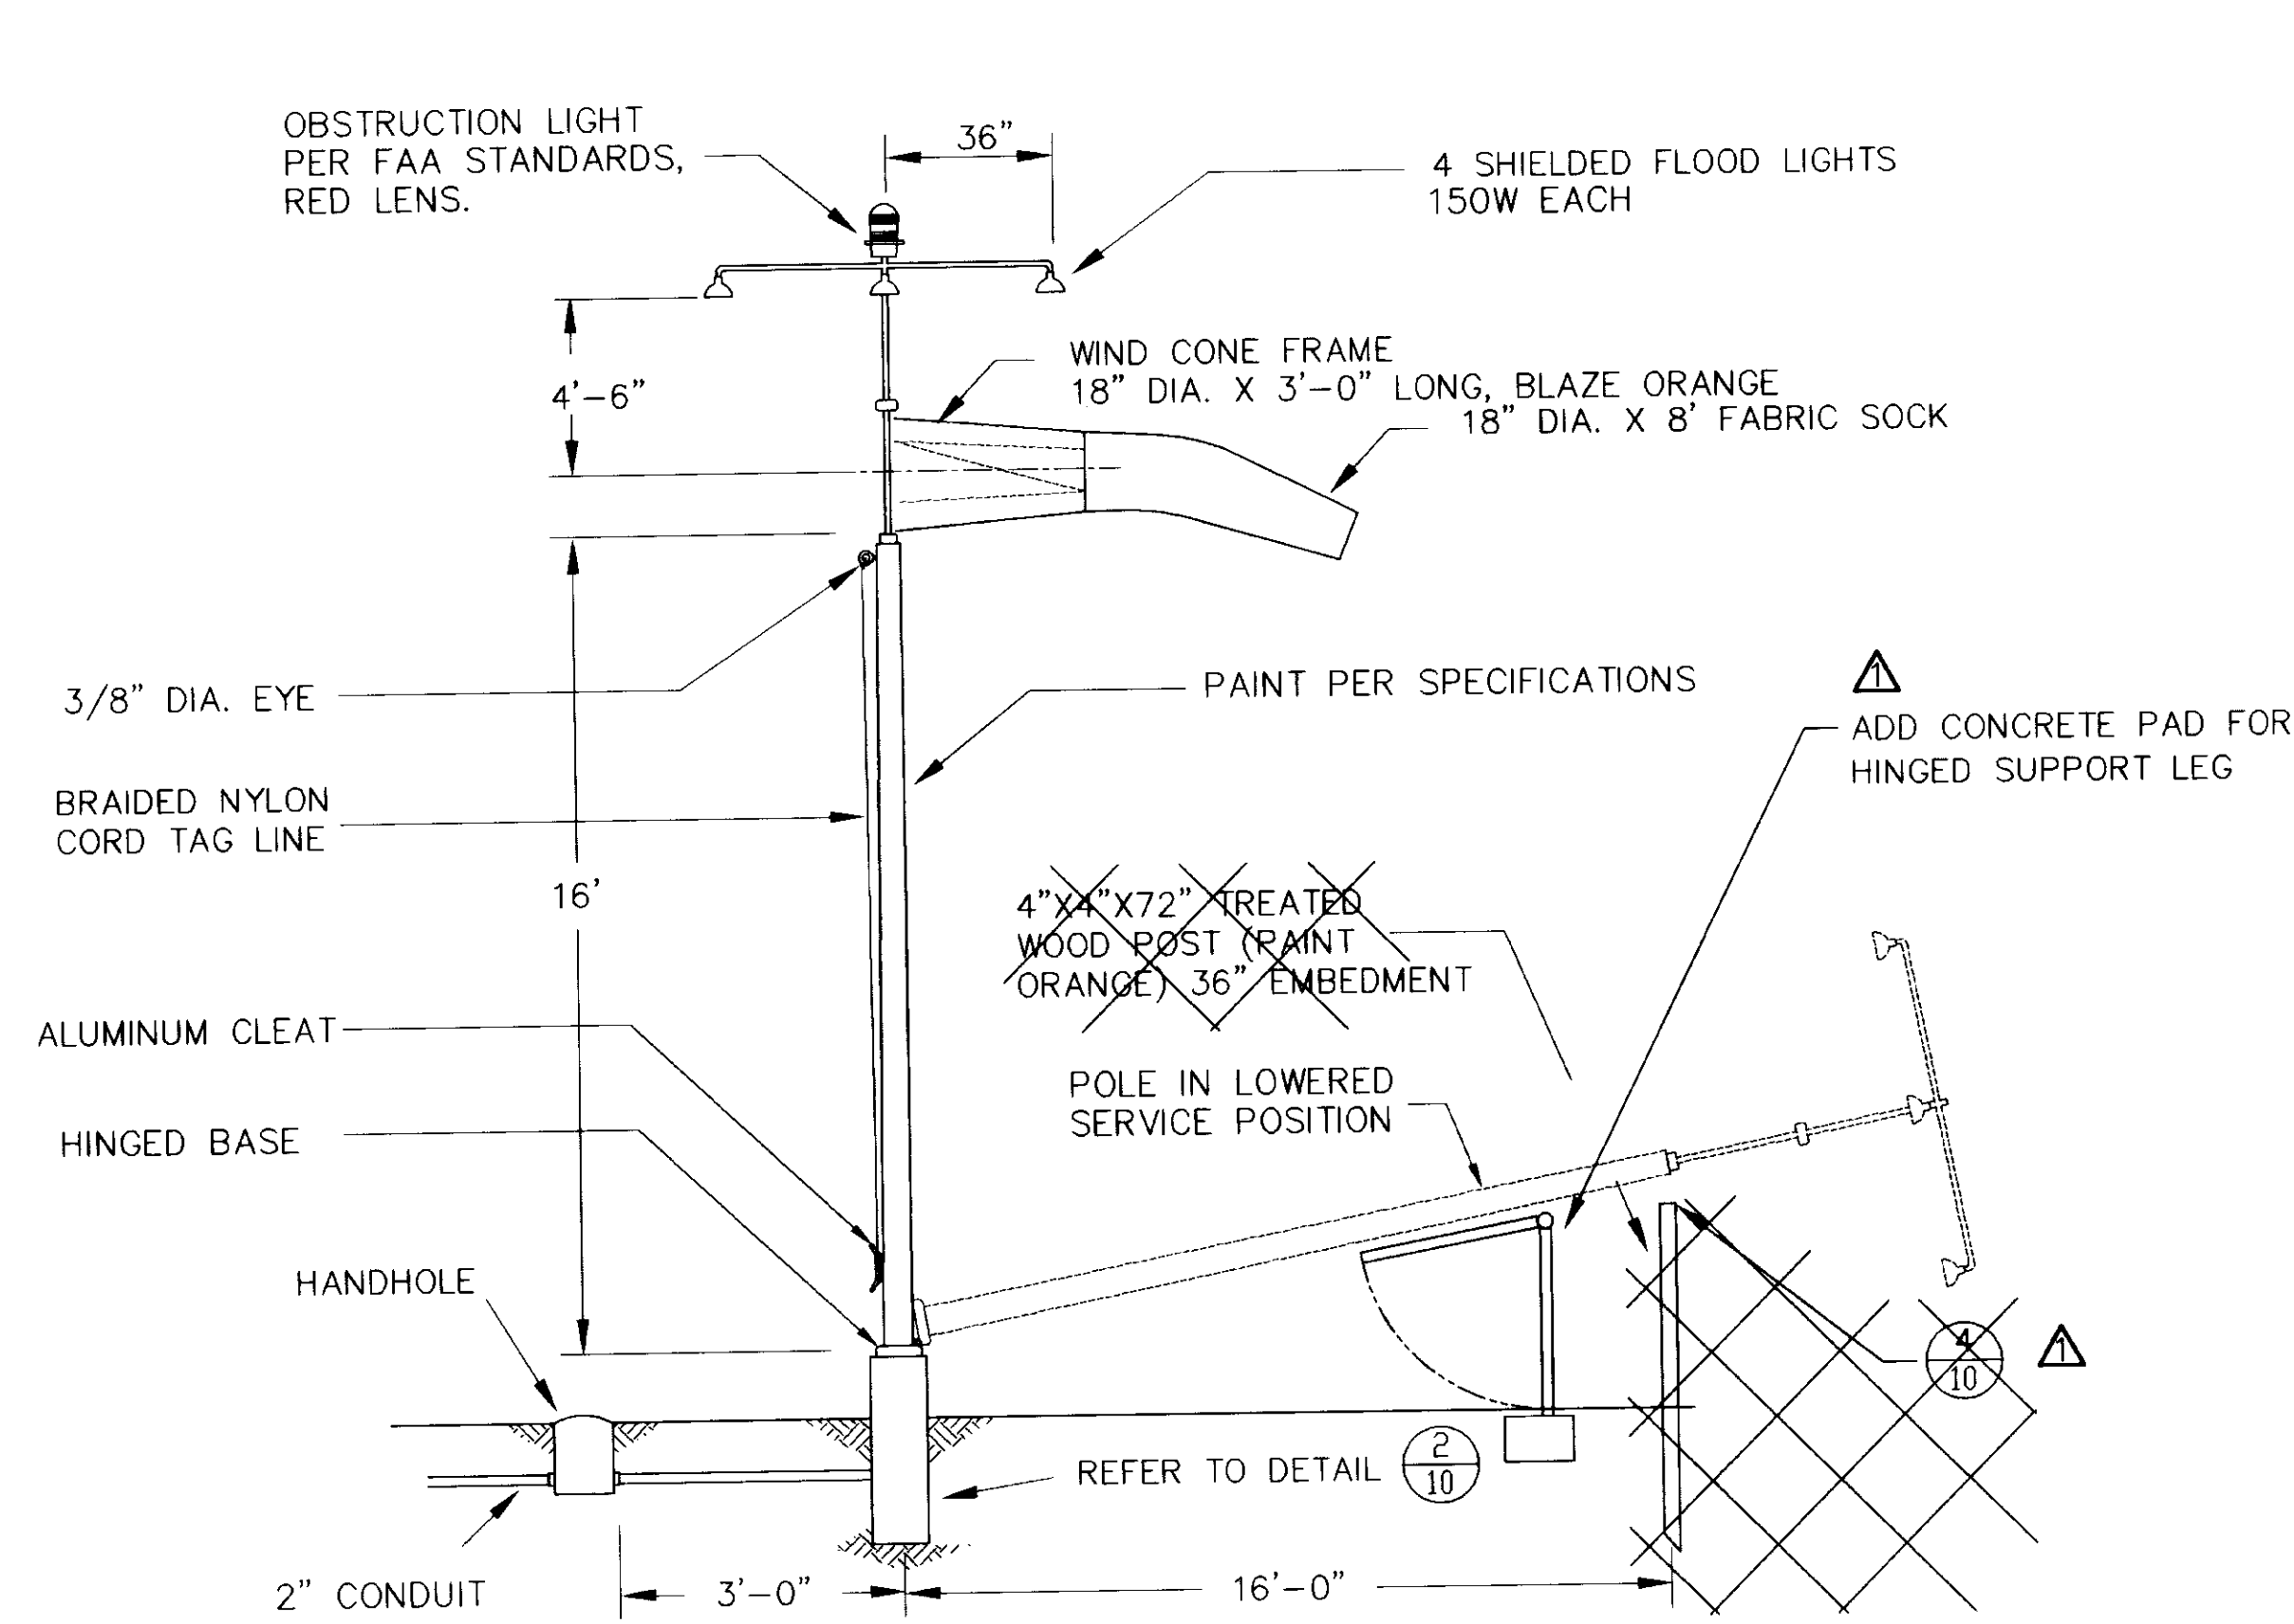 OBSTRUCTION LIGHT
PER FAA STANDARDS,
RED LENS.
36"
4 SHIELDED FLOOD LIGHTS
150W EACH
WIND CONE FRAME
18" DIA. X 3'-0" LONG, BLAZE ORANGE
18" DIA. X 8' FABRIC SOCK
4'-6"
3/8" DIA. EYE
PAINT PER SPECIFICATIONS
1
ADD CONCRETE PAD FOR
HINGED SUPPORT LEG
BRAIDED NYLON
CORD TAG LINE
16'
4"X4"X72" TREATED
WOOD POST (PAINT
ORANGE) 36" EMBEDMENT
ALUMINUM CLEAT
POLE IN LOWERED
SERVICE POSITION
HINGED BASE
HANDHOLE
4
10
1
REFER TO DETAIL
2
10
2" CONDUIT
3'-0"
16'-0"